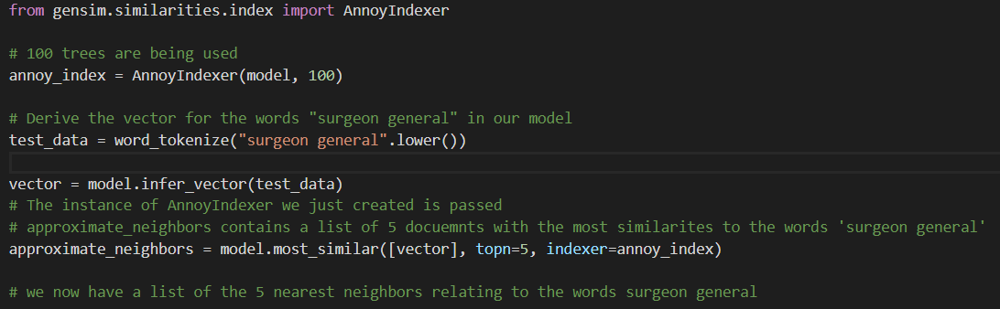 from gensim.similarities.index import AnnoyIndexer
# 100 trees are being used
annoy_index = AnnoyIndexer(model, 100)
# Derive the vector for the words "surgeon general" in our model
test_data = word_tokenize("surgeon general".lower())
vector = model.infer_vector(test_data)
# The instance of AnnoyIndexer we just created is passed
# approximate_neighbors contains a list of 5 docuemnts with the most similarites to the words 'surgeon general'
approximate_neighbors = model.most_similar([vector], topn=5, indexer=annoy_index)
# we now have a list of the 5 nearest neighbors relating to the words surgeon general